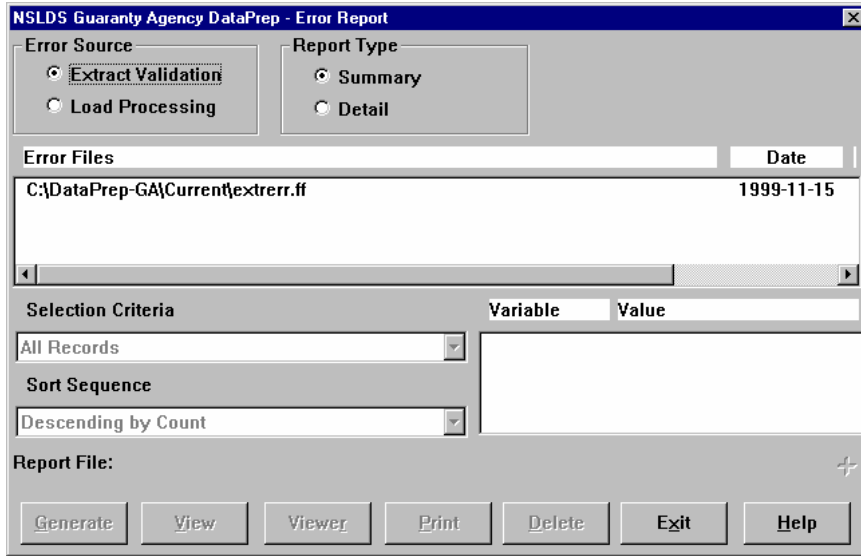 NSLDS Guaranty Agency DataPrep - Error Report
Error Source
Extract Validation
Load Processing
Report Type
Summary
Detail
Error Files Date
C:\DataPrep-GA\Current\extrerr.ff 1999-11-15
Selection Criteria
All Records
Sort Sequence
Descending by Count
Variable Value
Report File:
Generate View Viewer Print Delete Exit Help